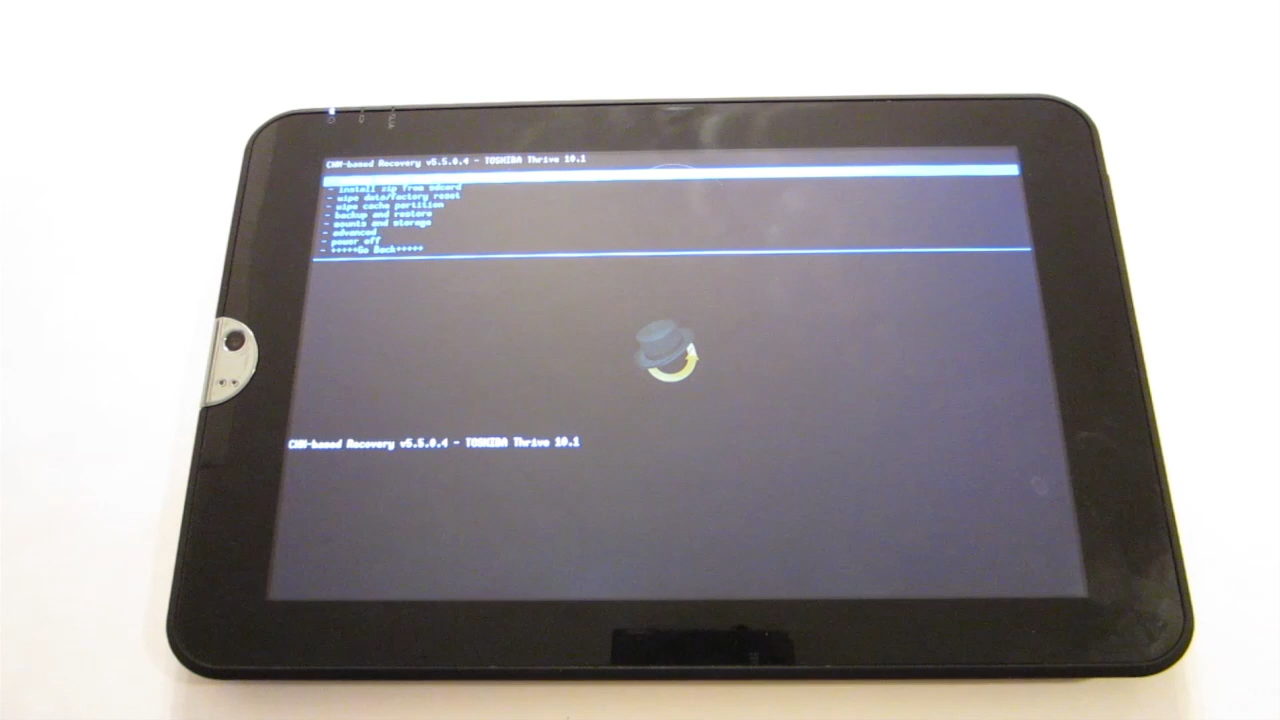 CWM-based Recovery v5.5.0.4 - TOSHIBA Thrive 10.1
- install zip from sdcard
- wipe data/factory reset
- wipe cache partition
- backup and restore
- mounts and storage
- advanced
- power off
- +++++Go Back+++++
CWM-based Recovery v5.5.0.4 - TOSHIBA Thrive 10.1